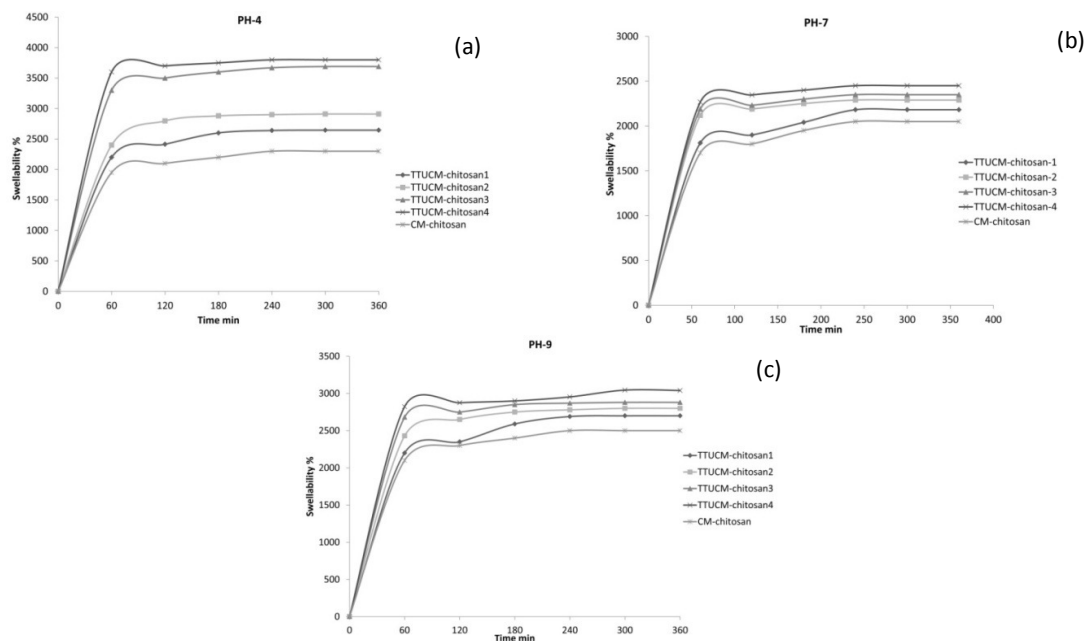 PH-4
(a)
4500
4000
3500
3000
2500
2000
1500
1000
500
0
Swellability %
0 60 120 180 240 300 360
Time min
TTUCM-chitosan1
TTUCM-chitosan2
TTUCM-chitosan3
TTUCM-chitosan4
CM-chitosan
PH-7
(b)
3000
2500
2000
1500
1000
500
0
Swellability %
0 50 100 150 200 250 300 350 400
Time min
TTUCM-chitosan-1
TTUCM-chitosan-2
TTUCM-chitosan-3
TTUCM-chitosan-4
CM-chitosan
PH-9
(c)
3500
3000
2500
2000
1500
1000
500
0
Swellability %
0 60 120 180 240 300 360
Time min
TTUCM-chitosan1
TTUCM-chitosan2
TTUCM-chitosan3
TTUCM-chitosan4
CM-chitosan